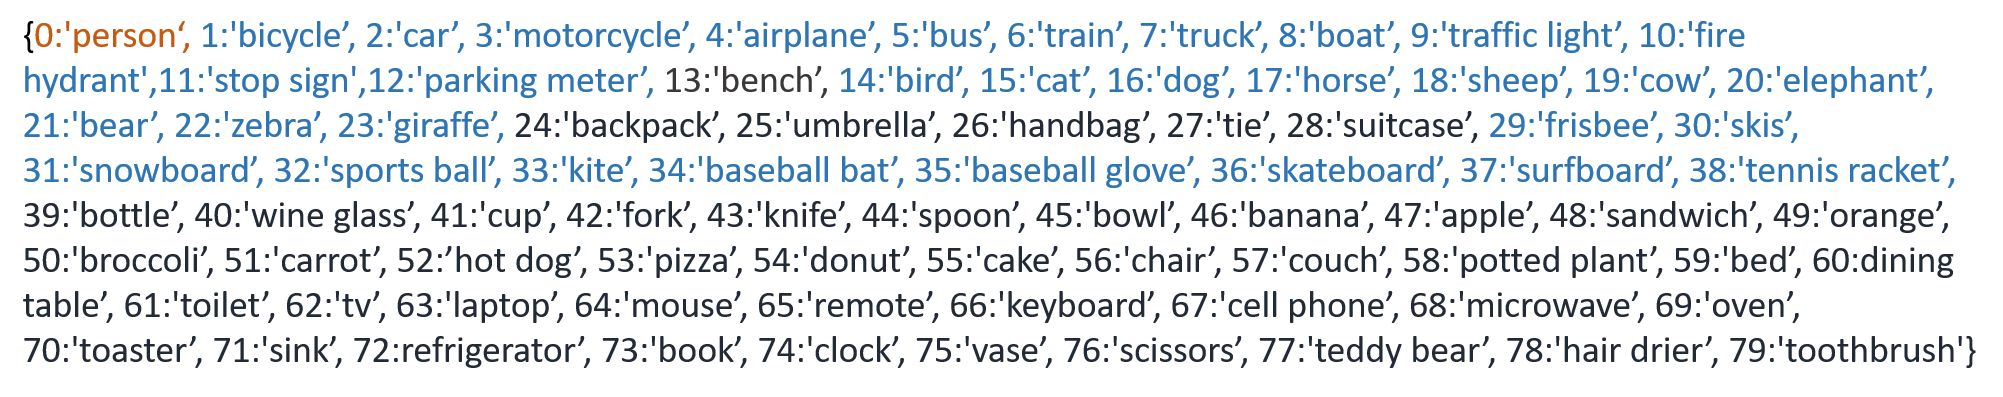 {0:'person‘, 1:'bicycle’, 2:'car’, 3:'motorcycle’, 4:'airplane’, 5:'bus’, 6:'train’, 7:'truck’, 8:'boat’, 9:'traffic light’, 10:'fire
hydrant',11:'stop sign',12:'parking meter’, 13:'bench’, 14:'bird’, 15:'cat’, 16:'dog’, 17:'horse’, 18:'sheep’, 19:'cow’, 20:'elephant’,
21:'bear’, 22:'zebra’, 23:'giraffe’, 24:'backpack’, 25:'umbrella’, 26:'handbag’, 27:'tie’, 28:'suitcase’, 29:'frisbee’, 30:'skis’,
31:'snowboard’, 32:'sports ball’, 33:'kite’, 34:'baseball bat’, 35:'baseball glove’, 36:'skateboard’, 37:'surfboard’, 38:'tennis racket’,
39:'bottle’, 40:'wine glass’, 41:'cup’, 42:'fork’, 43:'knife’, 44:'spoon’, 45:'bowl’, 46:'banana’, 47:'apple’, 48:'sandwich’, 49:'orange’,
50:'broccoli’, 51:'carrot’, 52:’hot dog’, 53:'pizza’, 54:'donut’, 55:'cake’, 56:'chair’, 57:'couch’, 58:'potted plant’, 59:'bed’, 60:dining
table’, 61:'toilet’, 62:'tv’, 63:'laptop’, 64:'mouse’, 65:'remote’, 66:'keyboard’, 67:'cell phone’, 68:'microwave’, 69:'oven’,
70:'toaster’, 71:'sink’, 72:refrigerator’, 73:'book’, 74:'clock’, 75:'vase’, 76:'scissors’, 77:'teddy bear’, 78:'hair drier’, 79:'toothbrush'}